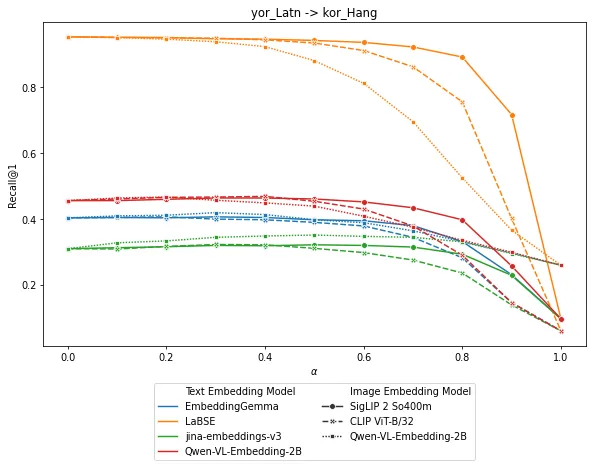 yor_Latn -> kor_Hang
Recall@1
0.8
0.6
0.4
0.2
0.0 0.2 0.4 0.6 0.8 1.0
α
Text Embedding Model Image Embedding Model
EmbeddingGemma SigLIP 2 So400m
LaBSE CLIP ViT-B/32
jina-embeddings-v3 Qwen-VL-Embedding-2B
Qwen-VL-Embedding-2B